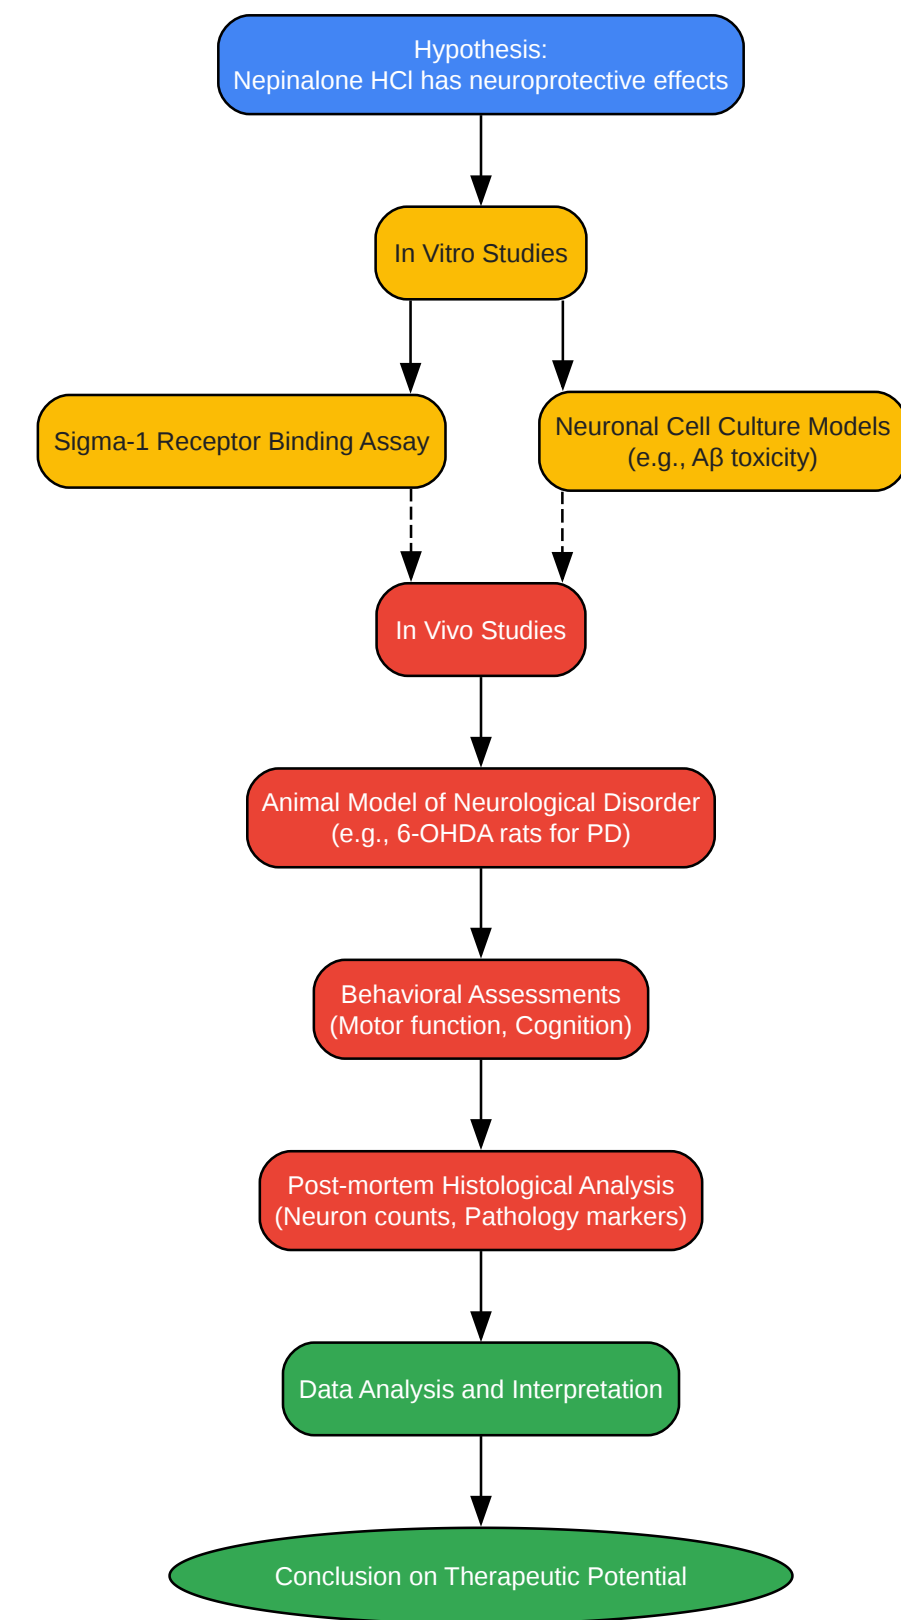 Hypothesis:
Nepinalone HCl has neuroprotective effects
In Vitro Studies
Sigma-1 Receptor Binding Assay
Neuronal Cell Culture Models
(e.g., Aβ toxicity)
In Vivo Studies
Animal Model of Neurological Disorder
(e.g., 6-OHDA rats for PD)
Behavioral Assessments
(Motor function, Cognition)
Post-mortem Histological Analysis
(Neuron counts, Pathology markers)
Data Analysis and Interpretation
Conclusion on Therapeutic Potential